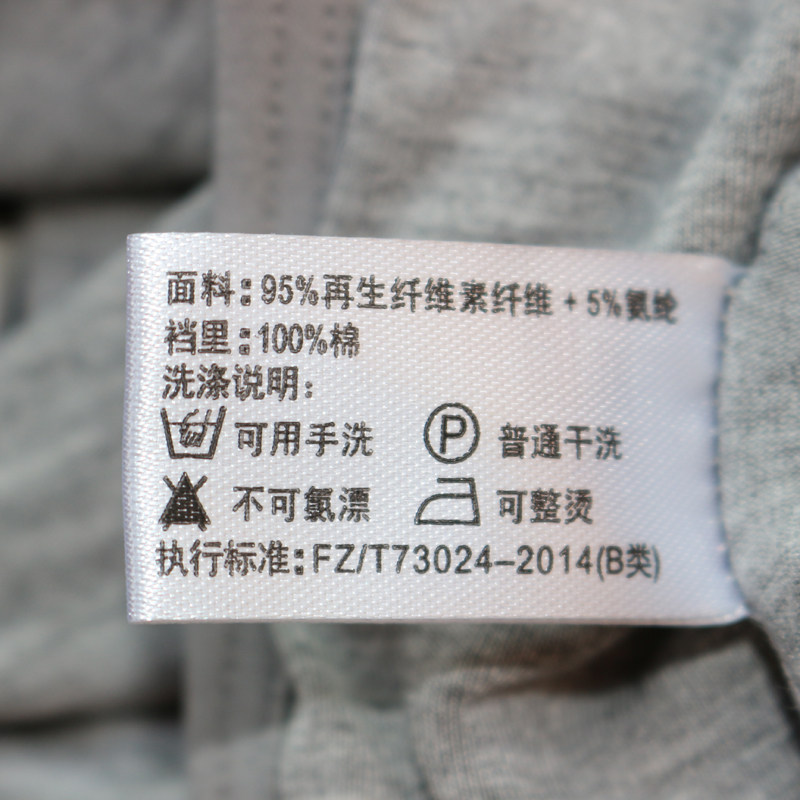 面料:95%再生纤维素纤维 + 5%氨纶
裆里:100%棉
洗涤说明:
可用手洗 P 普通干洗
不可氯漂 可整烫
执行标准:FZ/T73024-2014(B类)